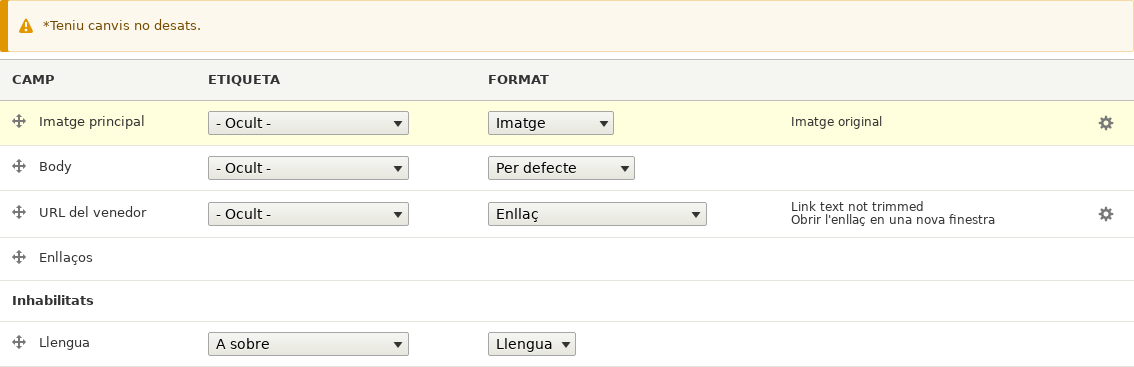 *Teniu canvis no desats.
CAMP ETIQUETA FORMAT
Imatge principal - Ocult - Imatge Imatge original
Body - Ocult - Per defecte
URL del venedor - Ocult - Enllaç Link text not trimmed
Obrir l'enllaç en una nova finestra
Enllaços
Inhabilitats
Llengua A sobre Llengua